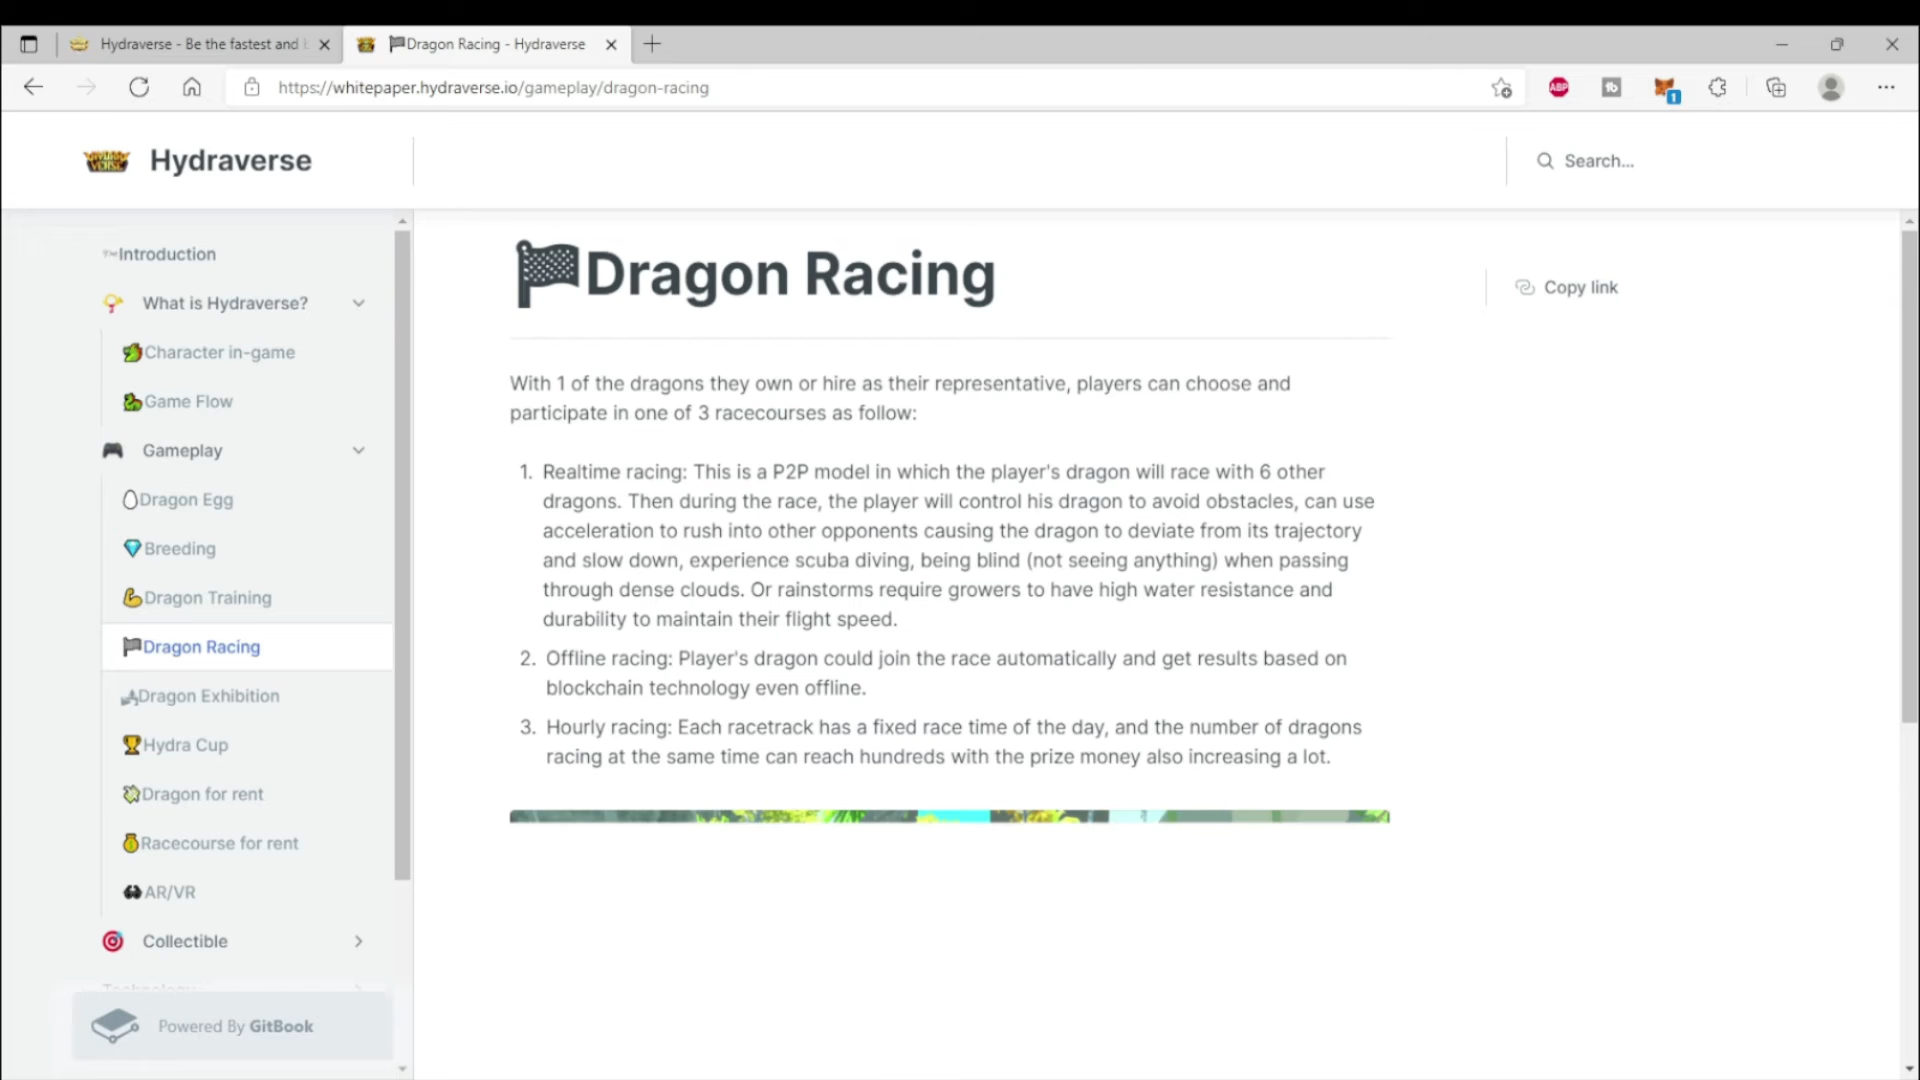 Hydraverse - Be the fastest and
Dragon Racing - Hydraverse
https://whitepaper.hydraverse.io/gameplay/dragon-racing
ABP
1
Hydraverse
Search...
Introduction
What is Hydraverse?
Character in-game
Game Flow
Gameplay
Dragon Egg
Breeding
Dragon Training
Dragon Racing
Dragon Exhibition
Hydra Cup
Dragon for rent
Racecourse for rent
AR/VR
Collectible
Technology
Powered By GitBook
Dragon Racing
Copy link
With 1 of the dragons they own or hire as their representative, players can choose and
participate in one of 3 racecourses as follow:
1. Realtime racing: This is a P2P model in which the player's dragon will race with 6 other
dragons. Then during the race, the player will control his dragon to avoid obstacles, can use
acceleration to rush into other opponents causing the dragon to deviate from its trajectory
and slow down, experience scuba diving, being blind (not seeing anything) when passing
through dense clouds. Or rainstorms require growers to have high water resistance and
durability to maintain their flight speed.
2. Offline racing: Player's dragon could join the race automatically and get results based on
blockchain technology even offline.
3. Hourly racing: Each racetrack has a fixed race time of the day, and the number of dragons
racing at the same time can reach hundreds with the prize money also increasing a lot.